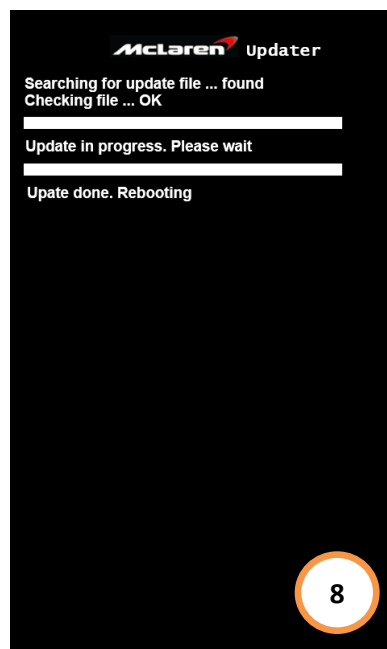 McLaren Updater
Searching for update file ... found
Checking file ... OK
Update in progress. Please wait
Upate done. Rebooting
8